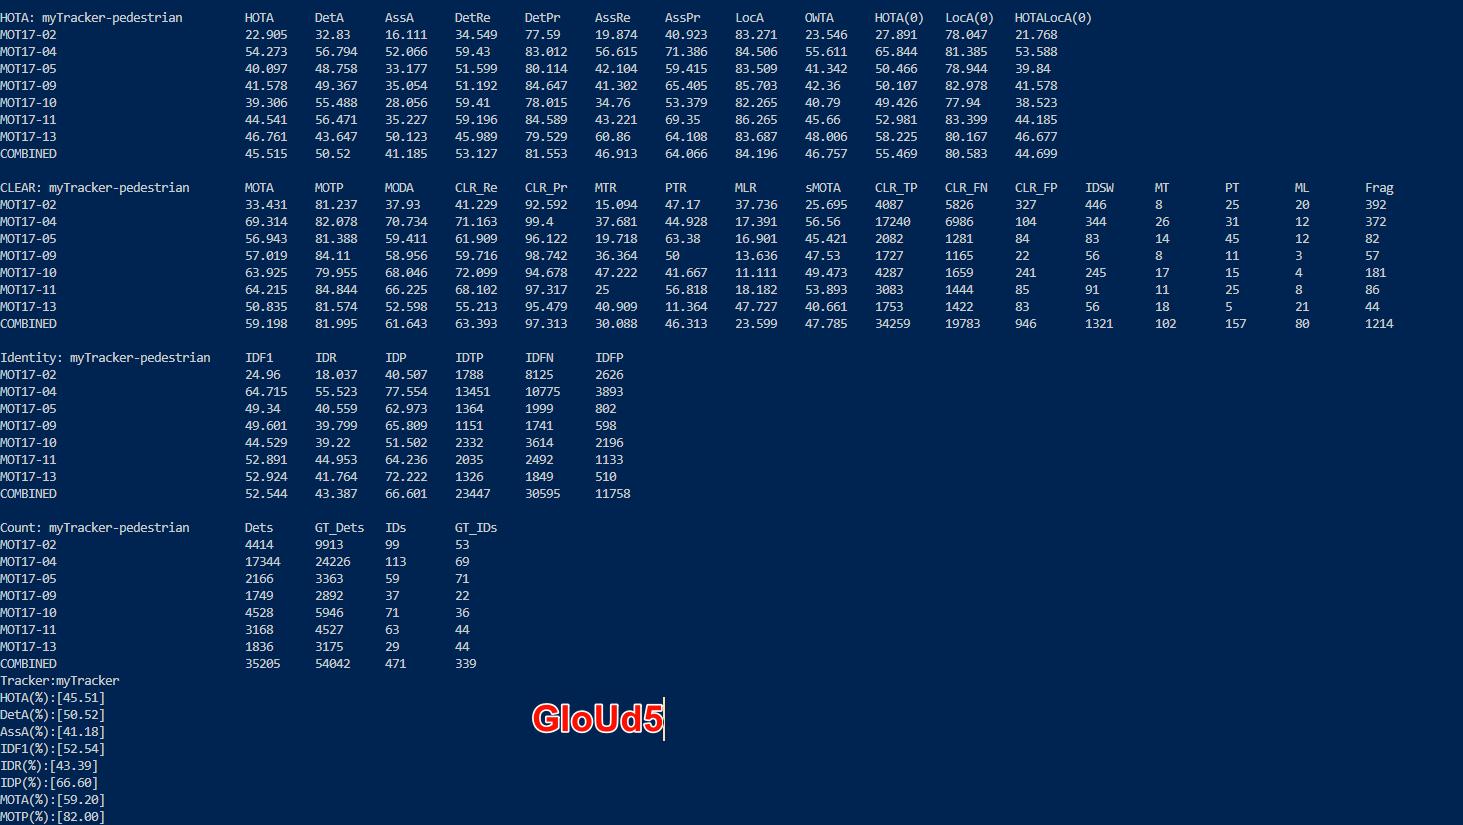 HOTA: myTracker-pedestrian HOTA DetA AssA DetRe DetPr AssRe AssPr LocA OWTA HOTA(0) LocA(0) HOTALocA(0)
MOT17-02 22.905 32.83 16.111 34.549 77.59 19.874 40.923 83.271 23.546 27.891 78.047 21.768
MOT17-04 54.273 56.794 52.066 59.43 83.012 56.615 71.386 84.506 55.611 65.844 81.385 53.588
MOT17-05 40.097 48.758 33.177 51.599 80.114 42.104 59.415 83.509 41.342 50.466 78.944 39.84
MOT17-09 41.578 49.367 35.054 51.192 84.647 41.302 65.405 85.703 42.36 50.107 82.978 41.578
MOT17-10 39.306 55.488 28.056 59.41 78.015 34.76 53.379 82.265 40.79 49.426 77.94 38.523
MOT17-11 44.541 56.471 35.227 59.196 84.589 43.221 69.35 86.265 45.66 52.981 83.399 44.185
MOT17-13 46.761 43.647 50.123 45.989 79.529 60.86 64.108 83.687 48.006 58.225 80.167 46.677
COMBINED 45.515 50.52 41.185 53.127 81.553 46.913 64.066 84.196 46.757 55.469 80.583 44.699
CLEAR: myTracker-pedestrian MOTA MOTP MODA CLR_Re CLR_Pr MTR PTR MLR sMOTA CLR_TP CLR_FN CLR_FP IDSW MT PT ML Frag
MOT17-02 33.431 81.237 37.93 41.229 92.592 15.094 47.17 37.736 25.695 4087 5826 327 446 8 25 20 392
MOT17-04 69.314 82.078 70.734 71.163 99.4 37.681 44.928 17.391 56.56 17240 6986 104 344 26 31 12 372
MOT17-05 56.943 81.388 59.411 61.909 96.122 19.718 63.38 16.901 45.421 2082 1281 84 83 14 45 12 82
MOT17-09 57.019 84.11 58.956 59.716 98.742 36.364 50 13.636 47.53 1727 1165 22 56 8 11 3 57
MOT17-10 63.925 79.955 68.046 72.099 94.678 47.222 41.667 11.111 49.473 4287 1659 241 245 17 15 4 181
MOT17-11 64.215 84.844 66.225 68.102 97.317 25 56.818 18.182 53.893 3083 1444 85 91 11 25 8 86
MOT17-13 50.835 81.574 52.598 55.213 95.479 40.909 11.364 47.727 40.661 1753 1422 83 56 18 5 21 44
COMBINED 59.198 81.995 61.643 63.393 97.313 30.088 46.313 23.599 47.785 34259 19783 946 1321 102 157 80 1214
Identity: myTracker-pedestrian IDF1 IDR IDP IDTP IDFN IDFP
MOT17-02 24.96 18.037 40.507 1788 8125 2626
MOT17-04 64.715 55.523 77.554 13451 10775 3893
MOT17-05 49.34 40.559 62.973 1364 1999 802
MOT17-09 49.601 39.799 65.809 1151 1741 598
MOT17-10 44.529 39.22 51.502 2332 3614 2196
MOT17-11 52.891 44.953 64.236 2035 2492 1133
MOT17-13 52.924 41.764 72.222 1326 1849 510
COMBINED 52.544 43.387 66.601 23447 30595 11758
Count: myTracker-pedestrian Dets GT_Dets IDs GT_IDs
MOT17-02 4414 9913 99 53
MOT17-04 17344 24226 113 69
MOT17-05 2166 3363 59 71
MOT17-09 1749 2892 37 22
MOT17-10 4528 5946 71 36
MOT17-11 3168 4527 63 44
MOT17-13 1836 3175 29 44
COMBINED 35205 54042 471 339
Tracker:myTracker
HOTA(%):[45.51]
DetA(%):[50.52]
AssA(%):[41.18]
IDF1(%):[52.54]
IDR(%):[43.39]
IDP(%):[66.60]
MOTA(%):[59.20]
MOTP(%):[82.00]
GloUd5